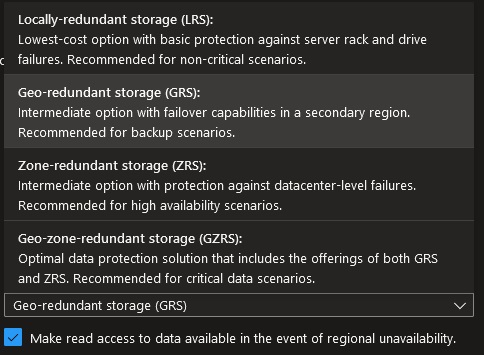 Locally-redundant storage (LRS):
Lowest-cost option with basic protection against server rack and drive
failures. Recommended for non-critical scenarios.
Geo-redundant storage (GRS):
Intermediate option with failover capabilities in a secondary region.
Recommended for backup scenarios.
Zone-redundant storage (ZRS):
Intermediate option with protection against datacenter-level failures.
Recommended for high availability scenarios.
Geo-zone-redundant storage (GZRS):
Optimal data protection solution that includes the offerings of both GRS
and ZRS. Recommended for critical data scenarios.
Geo-redundant storage (GRS)
Make read access to data available in the event of regional unavailability.